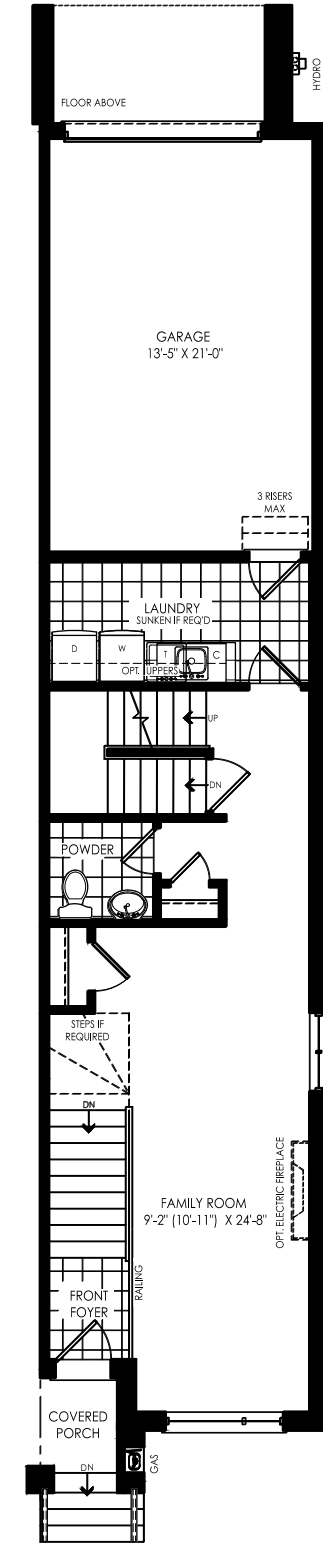 HYDRO
FLOOR ABOVE
GARAGE
13'-5" X 21'-0"
3 RISERS
MAX
LAUNDRY
SUNKEN IF REQ'D
D
W
T
C
OPT. UPPERS
UP
DN
POWDER
STEPS IF
REQUIRED
DN
OPT. ELECTRIC FIREPLACE
FAMILY ROOM
9'-2" (10'-11") X 24'-8"
RAILING
FRONT
FOYER
COVERED
PORCH
GAS
DN